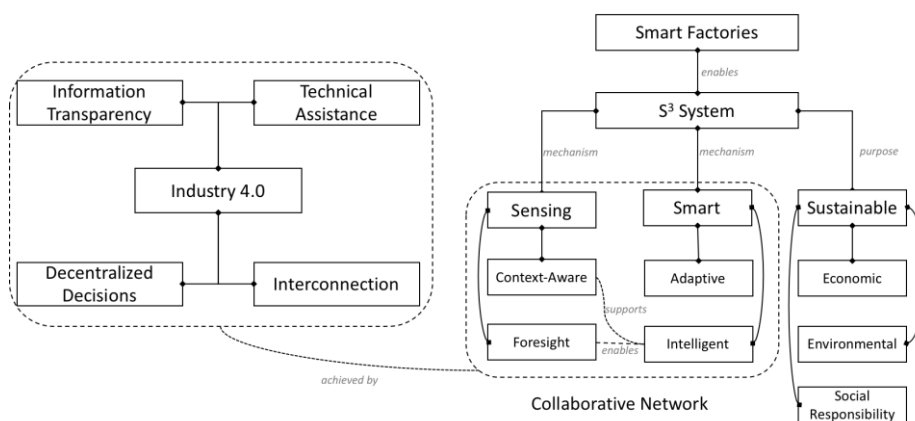 Smart Factories
enables
S³ System
mechanism
mechanism
purpose
Information
Transparency
Technical
Assistance
Industry 4.0
Decentralized
Decisions
Interconnection
achieved by
Sensing
Smart
Sustainable
Context-Aware
Adaptive
Economic
supports
Foresight
enables
Intelligent
Environmental
Collaborative Network
Social
Responsibility